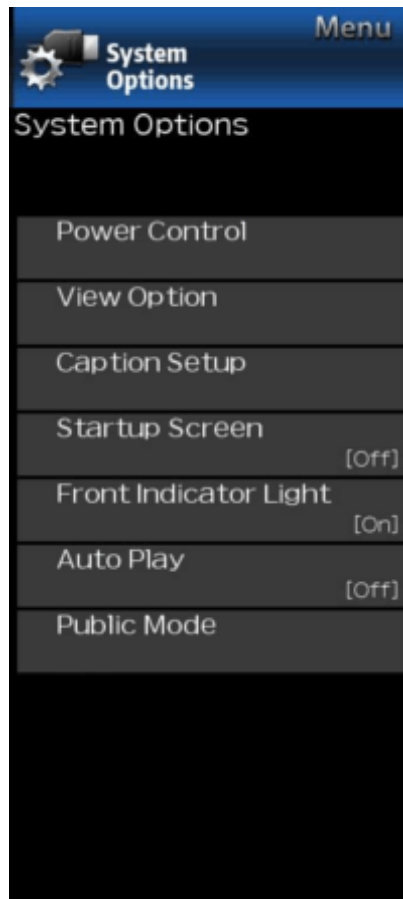 Menu
System
Options
System Options
Power Control
View Option
Caption Setup
Startup Screen
[Off]
Front Indicator Light
[On]
Auto Play
[Off]
Public Mode